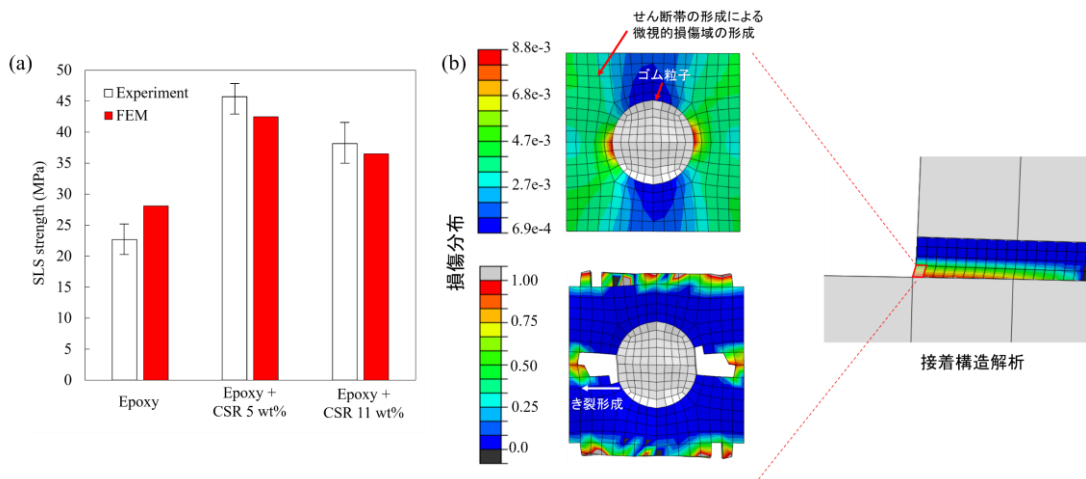 (a)
50
45
40
35
30
25
20
15
10
5
0
SLS strength (MPa)
Experiment
FEM
Epoxy
Epoxy +
CSR 5 wt%
Epoxy +
CSR 11 wt%
(b)
せん断帯の形成による
微視的損傷域の形成
ゴム粒子
8.8e-3
6.8e-3
4.7e-3
2.7e-3
6.9e-4
損傷分布
1.00
0.75
0.50
0.25
0.0
き裂形成
接着構造解析